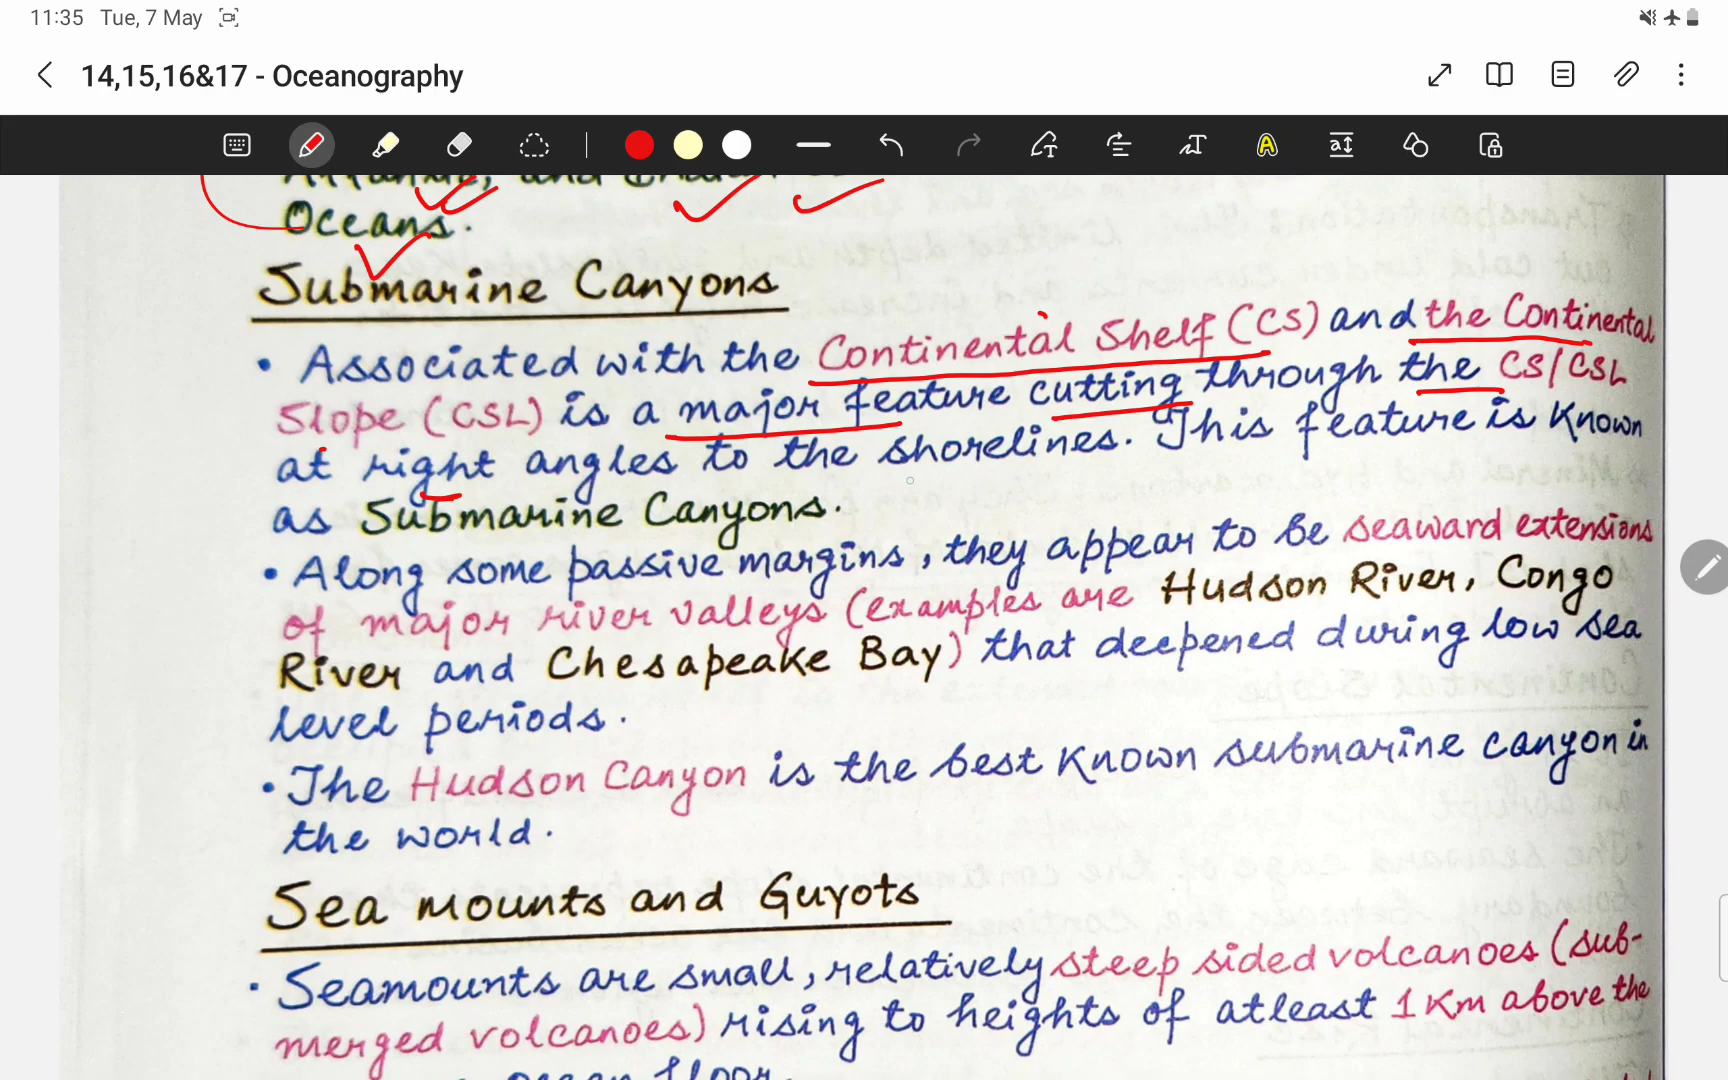 11:35 Tue, 7 May
14,15,16&17 - Oceanography
Oceans.
Submarine Canyons
• Associated with the Continental Shelf (CS) and the Continental
Slope (CSL) is a major feature cutting through the CS/CSL
at right angles to the shorelines. This feature is known
as Submarine Canyons.
• Along some passive margins, they appear to be seaward extensions
of major river valleys (examples are Hudson River, Congo
River and Chesapeake Bay) that deepened during low sea
level periods.
• The Hudson Canyon is the best known submarine canyon in
the world.
Sea mounts and Guyots
• Seamounts are small, relatively steep sided volcanoes (sub-
merged volcanoes) rising to heights of atleast 1 Km above the
ocean floor.